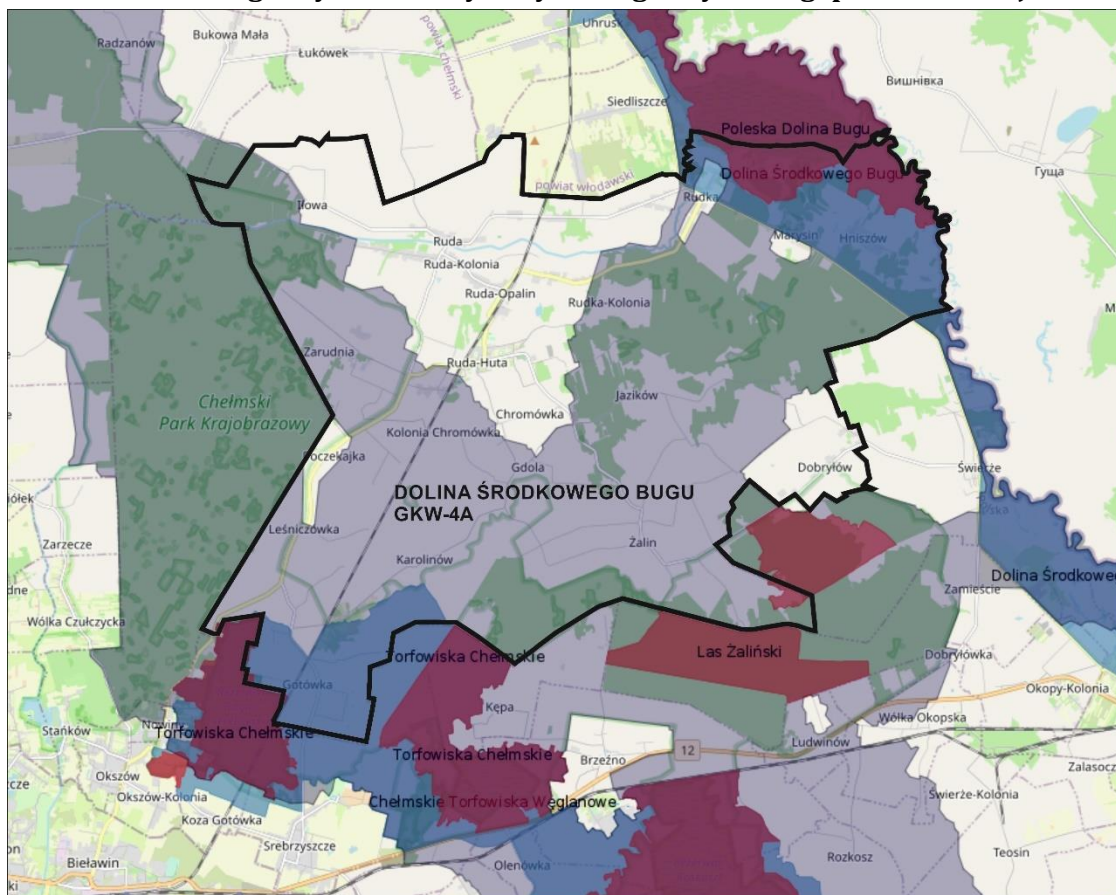 Radzanów
Bukowa Mała
Łukówek
powiat chełmski
Uhrusk
Siedliszcze
Вишнівка
Poleska Dolina Bugu
Гуща
powiat włodawski
Dolina Środkowego Bugu
Rudka
Iłowa
Ruda
Marysin
Hniszów
Ruda-Kolonia
Ruda-Opalin
Rudka-Kolonia
Zarudnia
Ruda-Huta
Chełmski
Park Krajobrazowy
Jazików
Chromówka
Kolonia Chromówka
Poczekajka
Gdola
Dobryłów
Świerże
DOLINA ŚRODKOWEGO BUGU
GKW-4A
Leśniczówka
Zarzecze
Karolinów
Żalin
Dolina Środkoweg
Zamieście
Wólka Czułczycka
Torfowiska Chełmskie
Las Żaliński
Dobryłówka
Gotówka
Okopy-Kolonia
Kępa
Stańków
Nowiny
Torfowiska Chełmskie
Wólka Okopska
Ludwinów
Torfowiska Chełmskie
Brzeźno
12
Okszów
Zalasocz
Okszów-Kolonia
Chełmskie Torfowiska Węglanowe
Świerże-Kolonia
Koza Gotówka
Srebrzyszcze
Bieławin
Olenówka
Rozkosz
Teosin